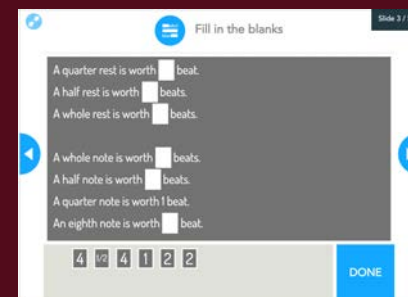 Fill in the blanks
Slide 3 /
A quarter rest is worth beat.
A half rest is worth beats.
A whole rest is worth beats.
A whole note is worth beats.
A half note is worth beats.
A quarter note is worth 1 beat.
An eighth note is worth beat.
4 1/2 4 1 2 2
DONE